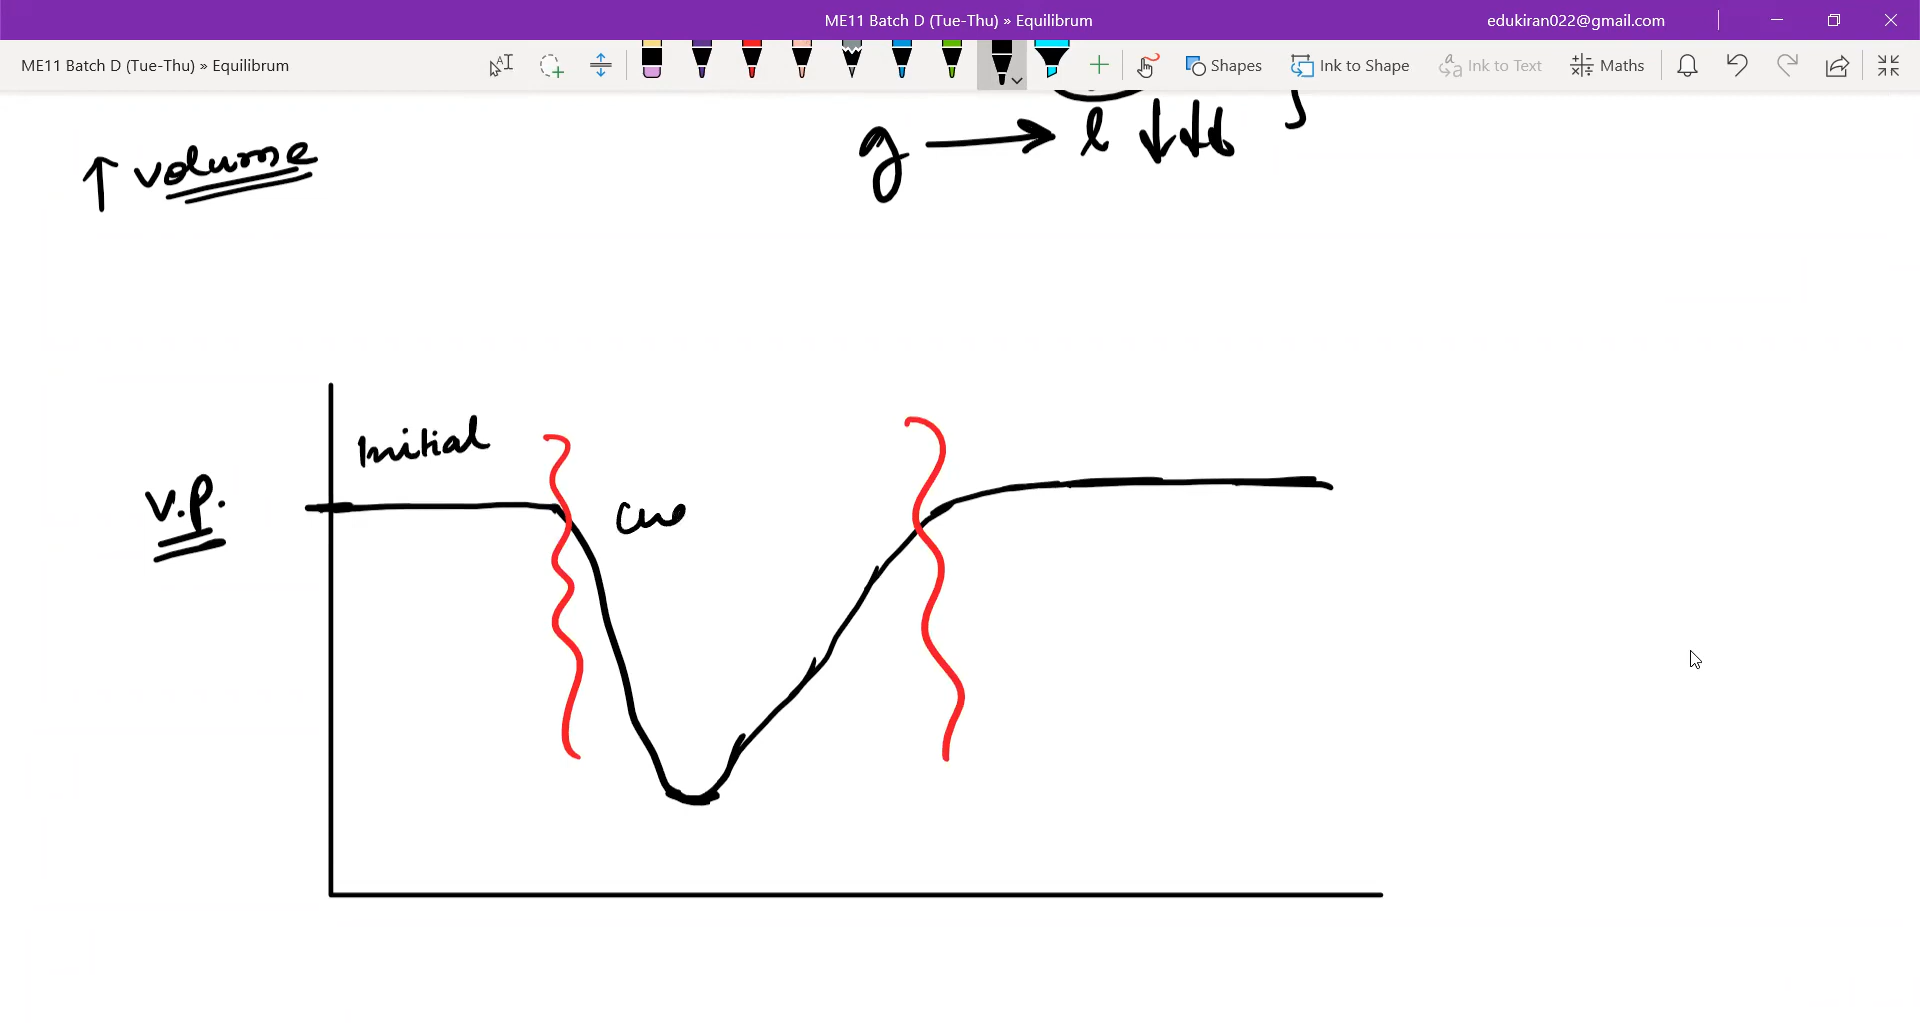 ME11 Batch D (Tue-Thu) » Equilibrum
edukiran022@gmail.com
ME11 Batch D (Tue-Thu) » Equilibrum
Shapes
Ink to Shape
Ink to Text
Maths
↑ volume
g → l ↓↓↓
Initial
V.P.